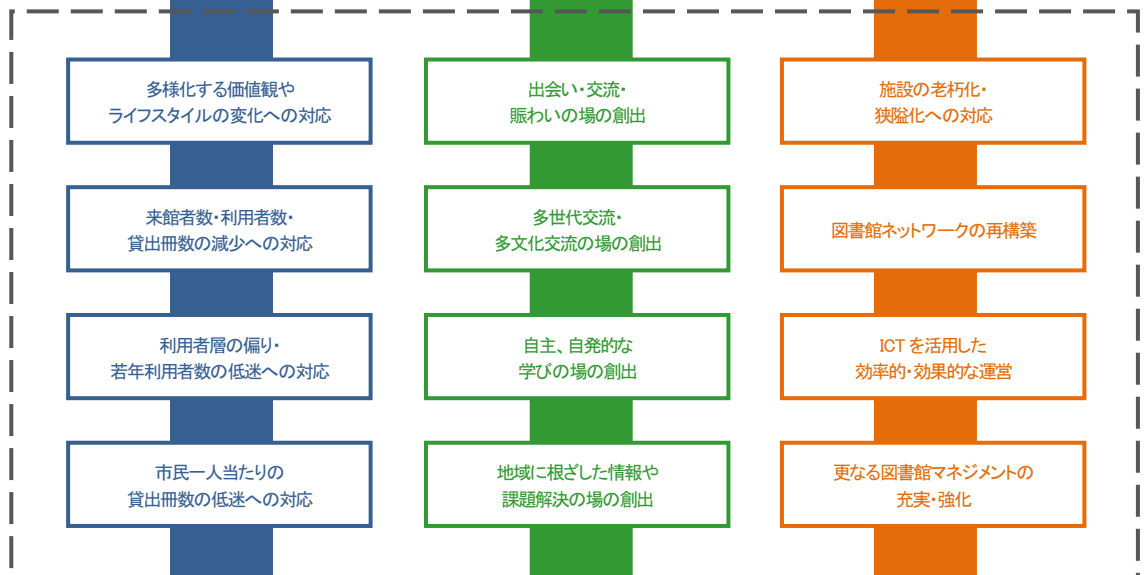 多様化する価値観や
ライフスタイルの変化への対応
来館者数・利用者数・
貸出冊数の減少への対応
利用者層の偏り・
若年利用者数の低迷への対応
市民一人当たりの
貸出冊数の低迷への対応
出会い・交流・
賑わいの場の創出
多世代交流・
多文化交流の場の創出
自主、自発的な
学びの場の創出
地域に根ざした情報や
課題解決の場の創出
施設の老朽化・
狭隘化への対応
図書館ネットワークの再構築
ICT を活用した
効率的・効果的な運営
更なる図書館マネジメントの
充実・強化